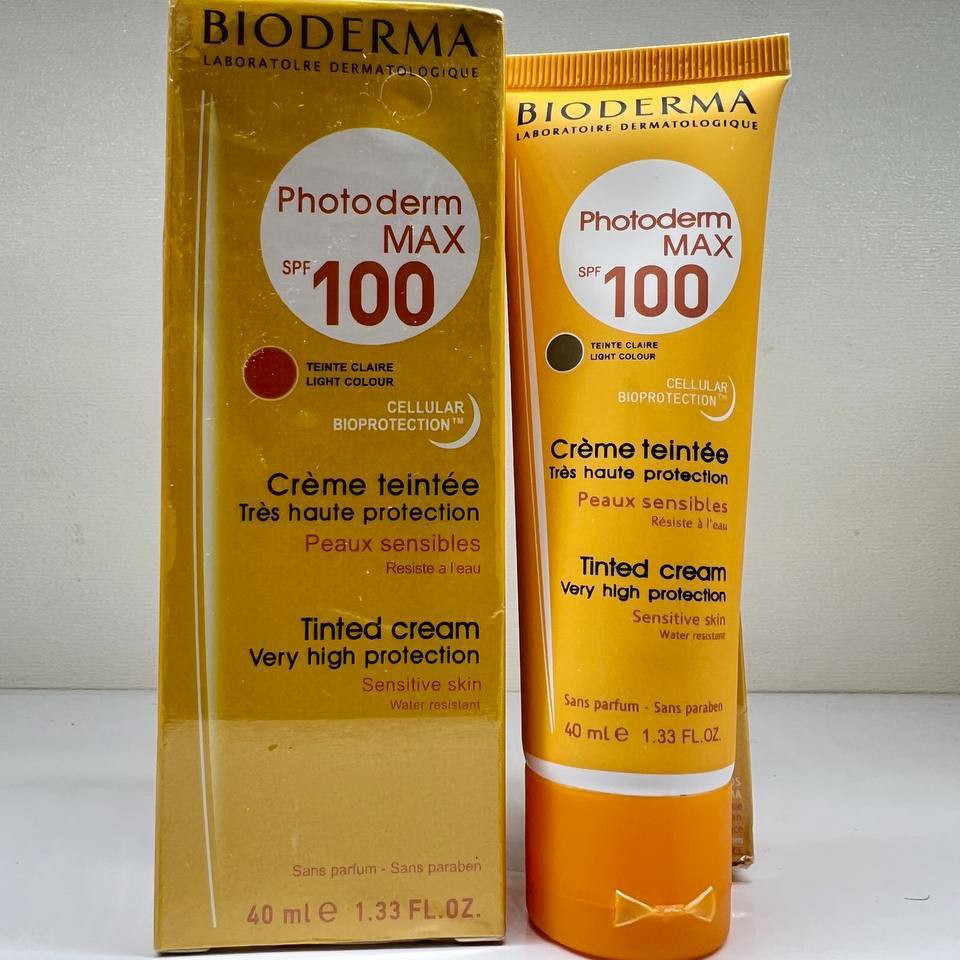 BIODERMA
LABORATOLRE DERMATOLOGIQUE
Photoderm
MAX
SPF 100
TEINTE CLAIRE
LIGHT COLOUR
CELLULAR
BIOPROTECTION™
Crème teintée
Très haute protection
Peaux sensibles
Resiste a l'eau
Tinted cream
Very high protection
Sensitive skin
Water resistant
Sans parfum - Sans paraben
40 ml e 1.33 FL.OZ.
BIODERMA
LABORATOIRE DERMATOLOGIQUE
Photoderm
MAX
SPF 100
TEINTE CLAIRE
LIGHT COLOUR
CELLULAR
BIOPROTECTION™
Crème teintée
Très haute protection
Peaux sensibles
Résiste à l'eau
Tinted cream
Very high protection
Sensitive skin
Water resistant
Sans parfum - Sans paraben
40 ml e 1.33 FL.OZ.